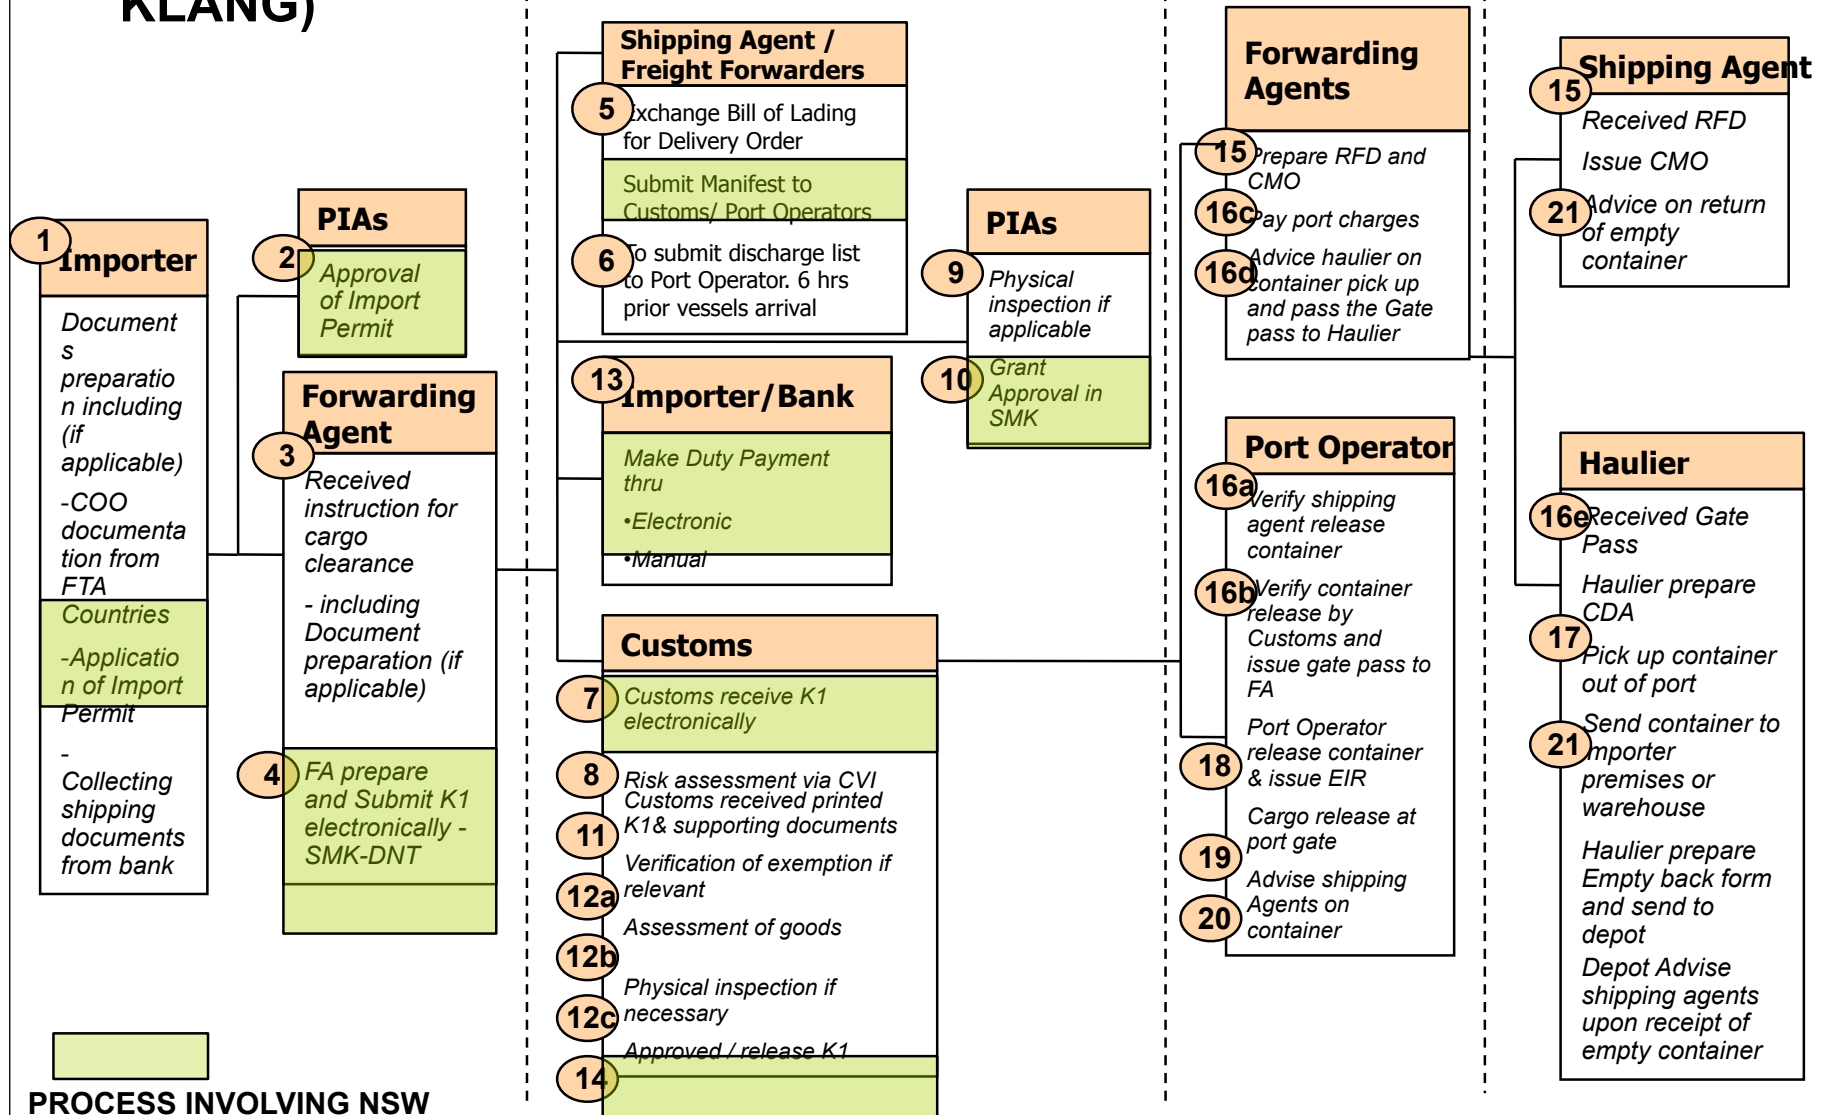 KLANG)
1
Importer
Document
s
preparatio
n including
(if
applicable)
-COO
documenta
tion from
FTA
Countries
-Applicatio
n of Import
Permit
-
Collecting
shipping
documents
from bank
PIAs
2
Approval
of Import
Permit
Forwarding
Agent
3
Received
instruction for
cargo
clearance
- including
Document
preparation (if
applicable)
4
FA prepare
and Submit K1
electronically -
SMK-DNT
Shipping Agent /
Freight Forwarders
5
Exchange Bill of Lading
for Delivery Order
Submit Manifest to
Customs/ Port Operators
6
To submit discharge list
to Port Operator. 6 hrs
prior vessels arrival
13
Importer/Bank
Make Duty Payment
thru
•Electronic
•Manual
Customs
7
Customs receive K1
electronically
8
Risk assessment via CVI
Customs received printed
K1& supporting documents
11
Verification of exemption if
relevant
12a
Assessment of goods
12b
Physical inspection if
necessary
12c
Approved / release K1
14
PIAs
9
Physical
inspection if
applicable
10
Grant
Approval in
SMK
Forwarding
Agents
15
Prepare RFD and
CMO
16c
Pay port charges
16d
Advice haulier on
container pick up
and pass the Gate
pass to Haulier
Port Operator
16a
Verify shipping
agent release
container
16b
Verify container
release by
Customs and
issue gate pass to
FA
Port Operator
release container
& issue EIR
18
Cargo release at
port gate
19
Advise shipping
Agents on
container
20
Shipping Agent
15
Received RFD
Issue CMO
21
Advice on return
of empty
container
Haulier
16e
Received Gate
Pass
Haulier prepare
CDA
17
Pick up container
out of port
Send container to
importer
premises or
warehouse
21
Haulier prepare
Empty back form
and send to
depot
Depot Advise
shipping agents
upon receipt of
empty container
PROCESS INVOLVING NSW